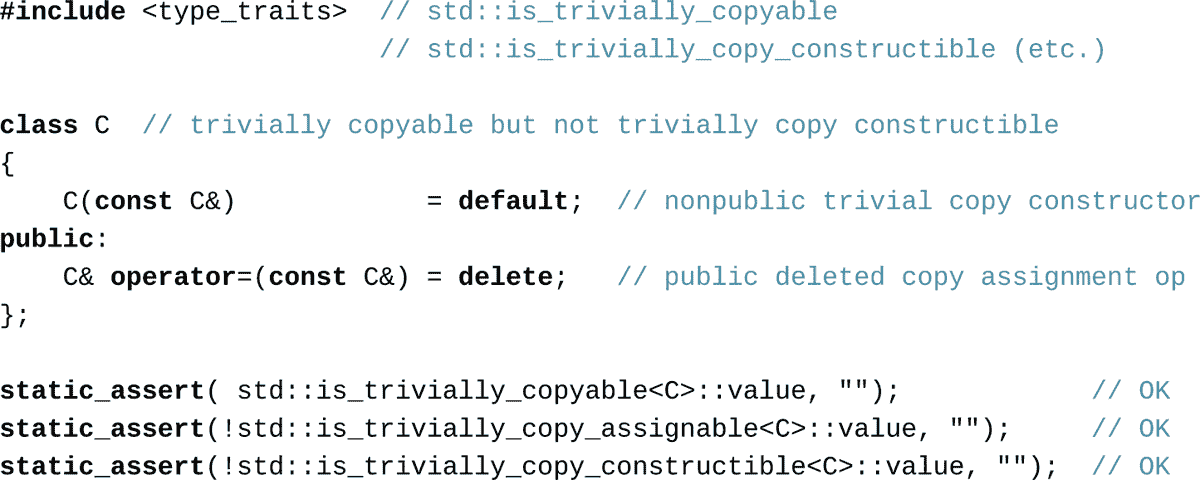 #include <type_traits>  // std::is_trivially_copyable
                        // std::is_trivially_copy_constructible (etc.)

class C  // trivially copyable but not trivially copy constructible
{
    C(const C&)            = default;  // nonpublic trivial copy constructor
public:
    C& operator=(const C&) = delete;   // public deleted copy assignment op
};

static_assert( std::is_trivially_copyable<C>::value, "");            // OK
static_assert(!std::is_trivially_copy_assignable<C>::value, "");     // OK
static_assert(!std::is_trivially_copy_constructible<C>::value, "");  // OK